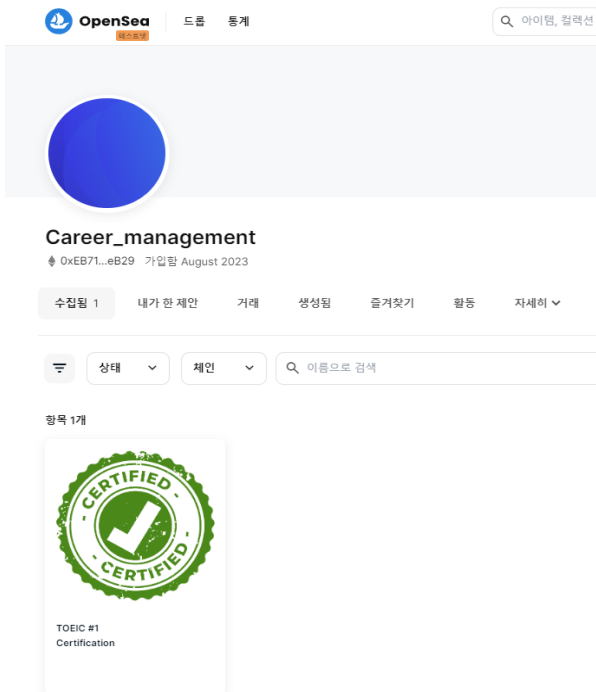 OpenSea 드롭 통계
테스트넷
아이템, 컬렉션
Career_management
0xEB71...eB29 가입함 August 2023
수집됨 1 내가 한 제안 거래 생성됨 즐겨찾기 활동 자세히
상태 체인 이름으로 검색
항목 1개
- CERTIFIED -
- CERTIFIED -
TOEIC #1
Certification